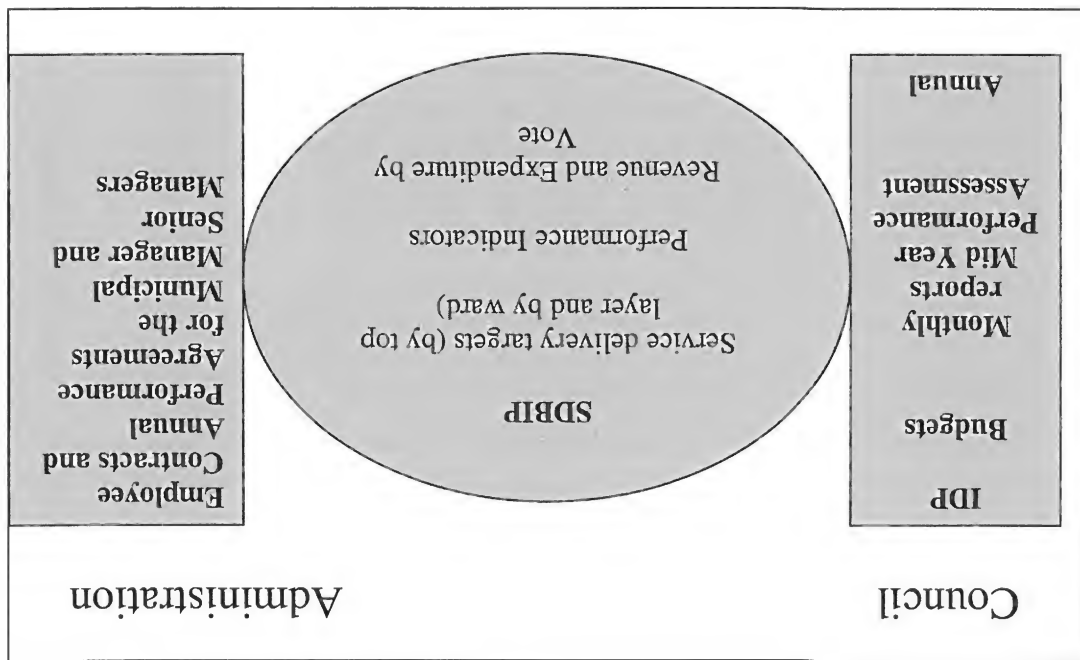 Council
Administration
IDP
Budgets
Monthly
reports
Mid Year
Performance
Assessment
Annual
SDBIP
Service delivery targets (by top
layer and by ward)
Performance Indicators
Revenue and Expenditure by
Vote
Employee
Contracts and
Annual
Performance
Agreements
for the
Municipal
Manager and
Senior
Managers